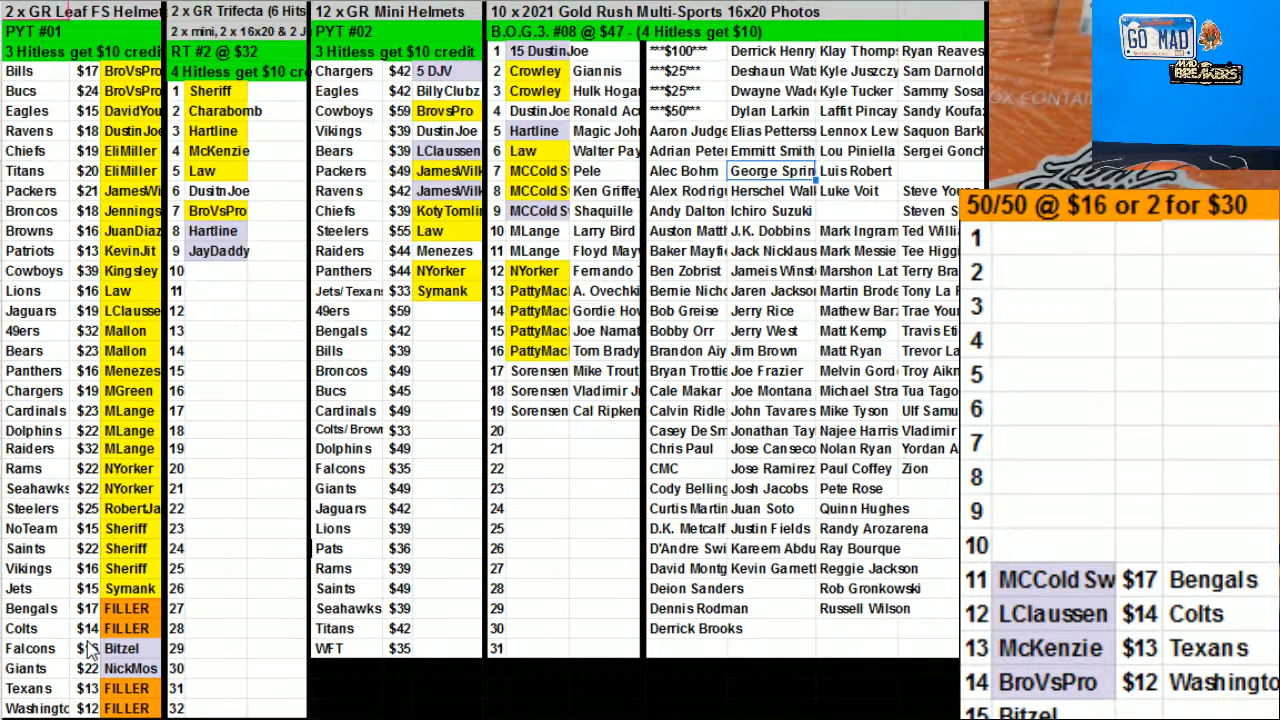 2 x GR Leaf FS Helmet
PYT #01
3 Hitless get $10 credit
Bills $17 BroVsPro
Bucs $24 BroVsPro
Eagles $15 DavidYou
Ravens $18 DustinJoe
Chiefs $19 EliMiller
Titans $20 EliMiller
Packers $21 JamesWi
Broncos $18 Jennings
Browns $16 JuanDiaz
Patriots $13 KevinJit
Cowboys $39 Kingsley
Lions $16 Law
Jaguars $19 LClausse
49ers $32 Mallon
Bears $23 Mallon
Panthers $16 Menezes
Chargers $19 MGreen
Cardinals $23 MLange
Dolphins $22 MLange
Raiders $32 MLange
Rams $22 NYorker
Seahawks $22 NYorker
Steelers $25 RobertJa
NoTeam $15 Sheriff
Saints $22 Sheriff
Vikings $16 Sheriff
Jets $15 Symank
Bengals $17 FILLER
Colts $14 FILLER
Falcons Bitzel
Giants $22 NickMos
Texans $13 FILLER
Washingto $12 FILLER
2 x GR Trifecta (6 Hits
2 x mini, 2 x 16x20 & 2 J
RT #2 @ $32
4 Hitless get $10 cre
1 Sheriff
2 Charabomb
3 Hartline
4 McKenzie
5 Law
6 DusitnJoe
7 BroVsPro
8 Hartline
9 JayDaddy
10
11
12
13
14
15
16
17
18
19
20
21
22
23
24
25
26
27
28
29
30
31
32
12 x GR Mini Helmets
PYT #02
3 Hitless get $10 credit
Chargers $42 5 DJV
Eagles $42 BillyClubz
Cowboys $59 BrovsPro
Vikings $39 DustinJoe
Bears $39 LClaussen
Packers $49 JamesWilk
Ravens $42 JamesWilk
Chiefs $39 KotyTomlin
Steelers $55 Law
Raiders $44 Menezes
Panthers $44 NYorker
Jets/ Texans $33 Symank
49ers $59
Bengals $42
Bills $39
Broncos $49
Bucs $45
Cardinals $49
Colts/ Brown $33
Dolphins $49
Falcons $35
Giants $49
Jaguars $42
Lions $39
Pats $36
Rams $39
Saints $49
Seahawks $39
Titans $42
WFT $35
10 x 2021 Gold Rush Multi-Sports 16x20 Photos
B.O.G.3. #08 @ $47 - (4 Hitless get $10)
1 15 DustinJoe ***$100*** Derrick Henry Klay Thomps Ryan Reaves
2 Crowley Giannis ***$25*** Deshaun Wats Kyle Juszczy Sam Darnold
3 Crowley Hulk Hogan ***$25*** Dwayne Wade Kyle Tucker Sammy Sosa
4 DustinJoe Ronald Acu ***$50*** Dylan Larkin Laffit Pincay Sandy Koufax
5 Hartline Magic John Aaron Judge Elias Petterss Lennox Lew Saquon Bark
6 Law Walter Pay Adrian Peter Emmitt Smith Lou Piniella Sergei Gonch
7 MCCold S Pele Alec Bohm George Sprin Luis Robert
8 MCCold S Ken Griffey Alex Rodrigu Herschel Wall Luke Voit Steve Youn
9 MCCold S Shaquille Andy Dalton Ichiro Suzuki Steven S
10 MLange Larry Bird Auston Matth J.K. Dobbins Mark Ingram Ted Willia
11 MLange Floyd May Baker Mayfie Jack Nicklaus Mark Messie Tee Higgi
12 NYorker Fernando T Ben Zobrist Jameis Winst Marshon Lat Terry Bra
13 PattyMac A. Ovechki Bernie Nicho Jaren Jackson Martin Brode Tony La R
14 PattyMac Gordie How Bob Greise Jerry Rice Mathew Barz Trae Youn
15 PattyMac Joe Namat Bobby Orr Jerry West Matt Kemp Travis Eti
16 PattyMac Tom Brady Brandon Aiy Jim Brown Matt Ryan Trevor La
17 Sorensen Mike Trout Bryan Trottie Joe Frazier Melvin Gord Troy Aikn
18 Sorensen Vladimir Jr Cale Makar Joe Montana Michael Stra Tua Tago
19 Sorensen Cal Ripken Calvin Ridle John Tavares Mike Tyson Ulf Samu
20 Casey De Sm Jonathan Tay Najee Harris Vladimir
21 Chris Paul Jose Canseco Nolan Ryan Yordan A
22 CMC Jose Ramirez Paul Coffey Zion
23 Cody Belling Josh Jacobs Pete Rose
24 Curtis Martin Juan Soto Quinn Hughes
25 D.K. Metcalf Justin Fields Randy Arozarena
26 D'Andre Swi Kareem Abdu Ray Bourque
27 David Montg Kevin Garnett Reggie Jackson
28 Deion Sanders Rob Gronkowski
29 Dennis Rodman Russell Wilson
30 Derrick Brooks
31
GO MAD
MAD BREAKERS
OX CONTAI
50/50 @ $16 or 2 for $30
1
2
3
4
5
6
7
8
9
10
11 MCCold Sw $17 Bengals
12 LClaussen $14 Colts
13 McKenzie $13 Texans
14 BroVsPro $12 Washingto
15 Bitzel